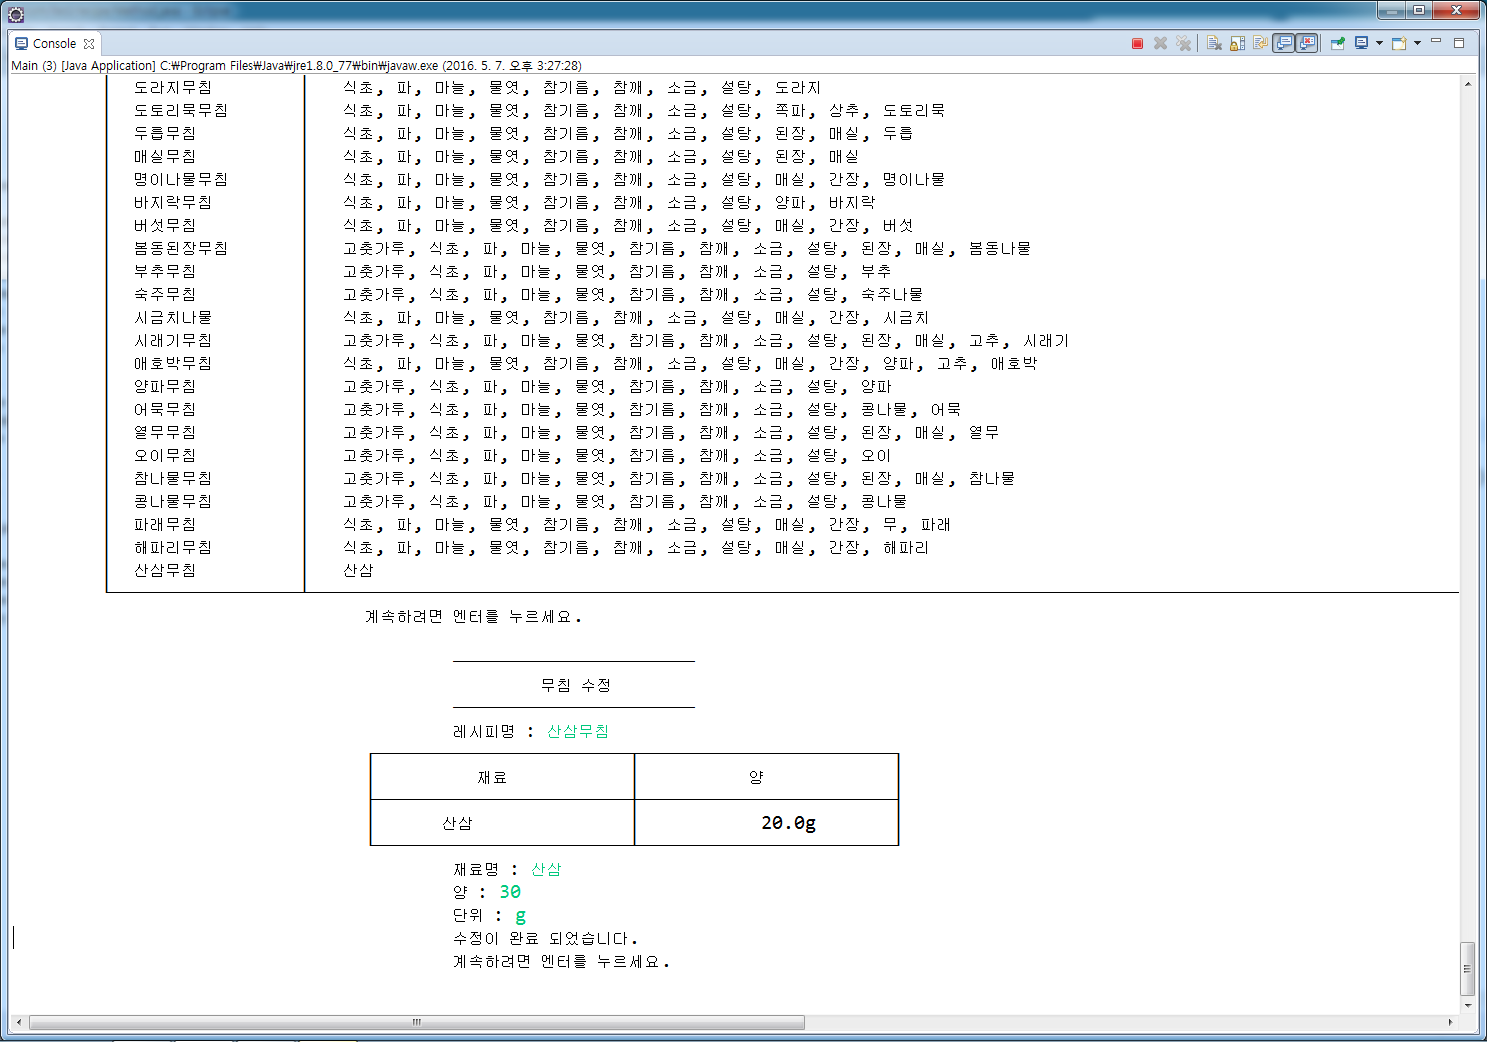 Console
Main (3) [Java Application] C:₩Program Files₩Java₩jre1.8.0_77₩bin₩javaw.exe (2016. 5. 7. 오후 3:27:28)
도라지무침 식초, 파, 마늘, 물엿, 참기름, 참깨, 소금, 설탕, 도라지
도토리묵무침 식초, 파, 마늘, 물엿, 참기름, 참깨, 소금, 설탕, 쪽파, 상추, 도토리묵
두릅무침 식초, 파, 마늘, 물엿, 참기름, 참깨, 소금, 설탕, 된장, 매실, 두릅
매실무침 식초, 파, 마늘, 물엿, 참기름, 참깨, 소금, 설탕, 된장, 매실
명이나물무침 식초, 파, 마늘, 물엿, 참기름, 참깨, 소금, 설탕, 매실, 간장, 명이나물
바지락무침 식초, 파, 마늘, 물엿, 참기름, 참깨, 소금, 설탕, 양파, 바지락
버섯무침 식초, 파, 마늘, 물엿, 참기름, 참깨, 소금, 설탕, 매실, 간장, 버섯
봄동된장무침 고춧가루, 식초, 파, 마늘, 물엿, 참기름, 참깨, 소금, 설탕, 된장, 매실, 봄동나물
부추무침 고춧가루, 식초, 파, 마늘, 물엿, 참기름, 참깨, 소금, 설탕, 부추
숙주무침 고춧가루, 식초, 파, 마늘, 물엿, 참기름, 참깨, 소금, 설탕, 숙주나물
시금치나물 식초, 파, 마늘, 물엿, 참기름, 참깨, 소금, 설탕, 매실, 간장, 시금치
시래기무침 고춧가루, 식초, 파, 마늘, 물엿, 참기름, 참깨, 소금, 설탕, 된장, 매실, 고추, 시래기
애호박무침 식초, 파, 마늘, 물엿, 참기름, 참깨, 소금, 설탕, 매실, 간장, 양파, 고추, 애호박
양파무침 고춧가루, 식초, 파, 마늘, 물엿, 참기름, 참깨, 소금, 설탕, 양파
어묵무침 고춧가루, 식초, 파, 마늘, 물엿, 참기름, 참깨, 소금, 설탕, 콩나물, 어묵
열무무침 고춧가루, 식초, 파, 마늘, 물엿, 참기름, 참깨, 소금, 설탕, 된장, 매실, 열무
오이무침 고춧가루, 식초, 파, 마늘, 물엿, 참기름, 참깨, 소금, 설탕, 오이
참나물무침 고춧가루, 식초, 파, 마늘, 물엿, 참기름, 참깨, 소금, 설탕, 된장, 매실, 참나물
콩나물무침 고춧가루, 식초, 파, 마늘, 물엿, 참기름, 참깨, 소금, 설탕, 콩나물
파래무침 식초, 파, 마늘, 물엿, 참기름, 참깨, 소금, 설탕, 매실, 간장, 무, 파래
해파리무침 식초, 파, 마늘, 물엿, 참기름, 참깨, 소금, 설탕, 매실, 간장, 해파리
산삼무침 산삼
계속하려면 엔터를 누르세요.
무침 수정
레시피명 : 산삼무침
재료 양
산삼 20.0g
재료명 : 산삼
양 : 30
단위 : g
수정이 완료 되었습니다.
계속하려면 엔터를 누르세요.